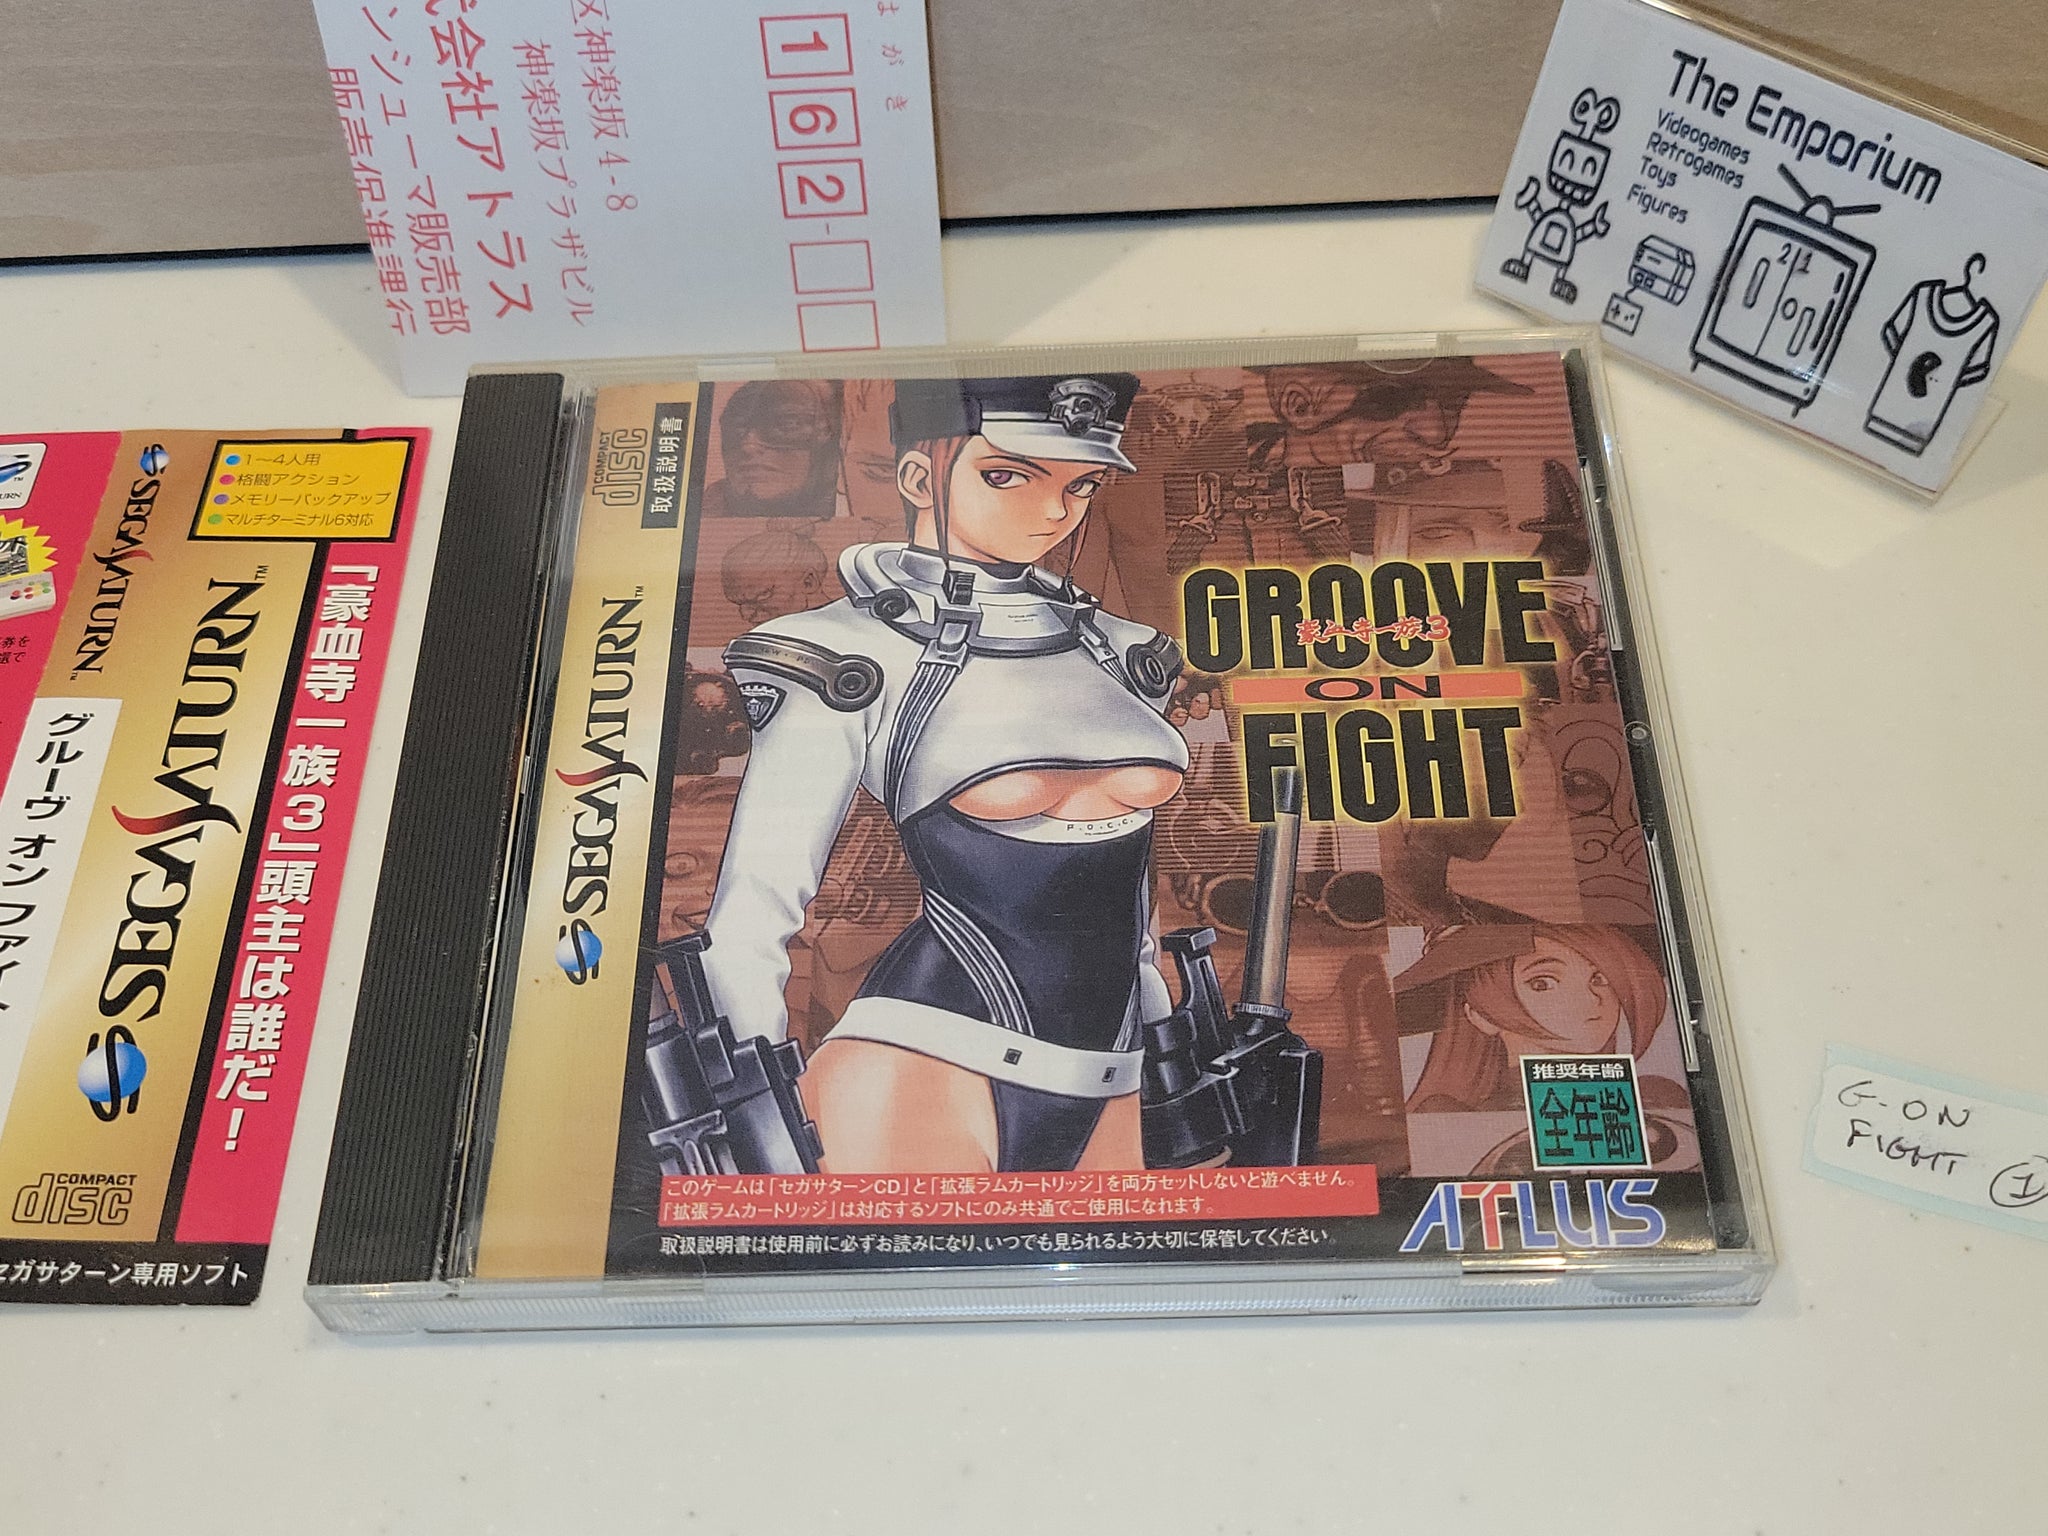 はがき
162-
区神楽坂4-8
神楽坂プラザビル
式会社アトラス
ンシューマ販売部
販売促進課行
The Emporium
Videogames
Retrogames
Toys
Figures
2 1
SEGA SATURN™
●1～4人用
●格闘アクション
●メモリーバックアップ
●マルチターミナル6対応
SEGA SATURN™
グルーヴ オン ファイト
「豪血寺一族3」頭主は誰だ!
COMPACT
disc
セガサターン専用ソフト
COMPACT
disc
取扱説明書
SEGA SATURN™
GROOVE
豪血寺一族3
ON
FIGHT
F.O.C.C.
推奨年齢
全年齢
このゲームは「セガサターンCD」と「拡張ラムカートリッジ」を両方セットしないと遊べません。
「拡張ラムカートリッジ」は対応するソフトにのみ共通でご使用になれます。
取扱説明書は使用前に必ずお読みになり、いつでも見られるよう大切に保管してください。
ATLUS
G-ON
FIGHT 1